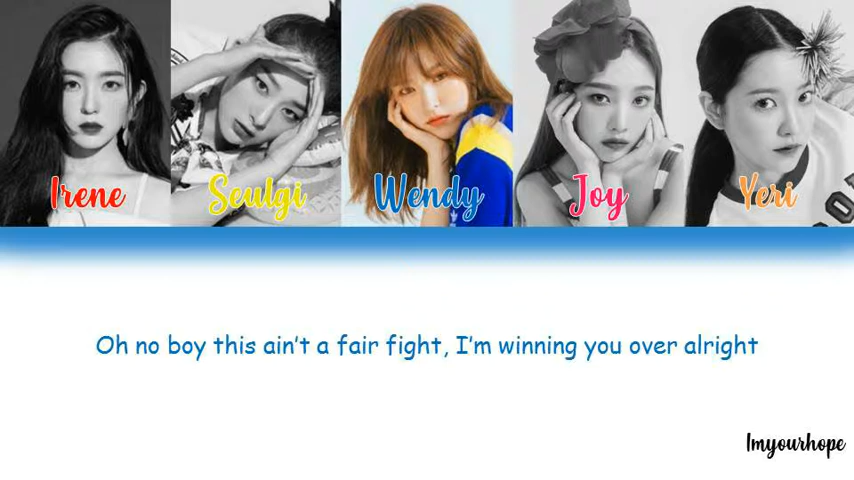 Irene Seulgi Wendy Joy Yeri
Oh no boy this ain't a fair fight, I'm winning you over alright
Imyourhope